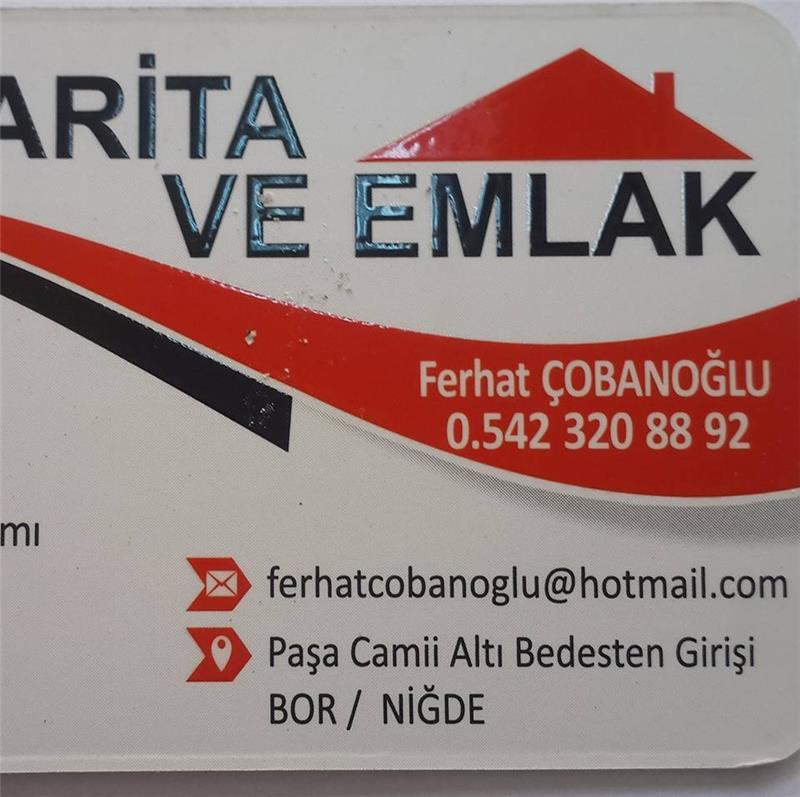 ARİTA
VE EMLAK
Ferhat ÇOBANOĞLU
0.542 320 88 92
mı
ferhatcobanoglu@hotmail.com
Paşa Camii Altı Bedesten Girişi
BOR / NİĞDE